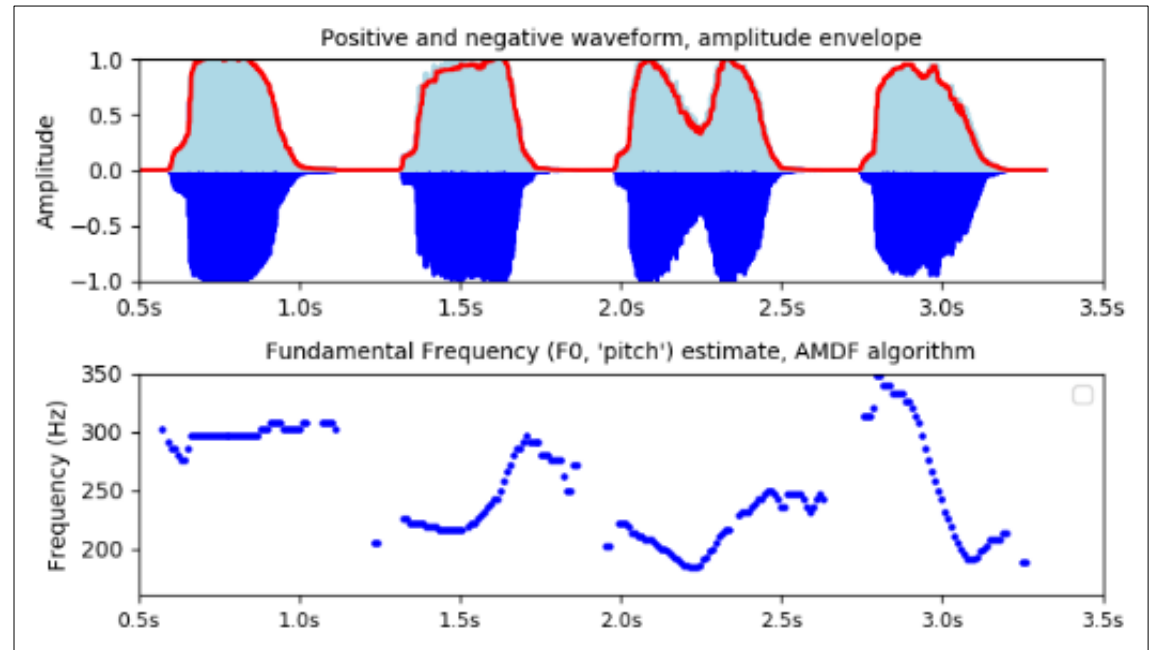 Positive and negative waveform, amplitude envelope
Amplitude
1.0
0.5
0.0
−0.5
−1.0
0.5s 1.0s 1.5s 2.0s 2.5s 3.0s 3.5s
Fundamental Frequency (F0, 'pitch') estimate, AMDF algorithm
Frequency (Hz)
350
300
250
200
0.5s 1.0s 1.5s 2.0s 2.5s 3.0s 3.5s